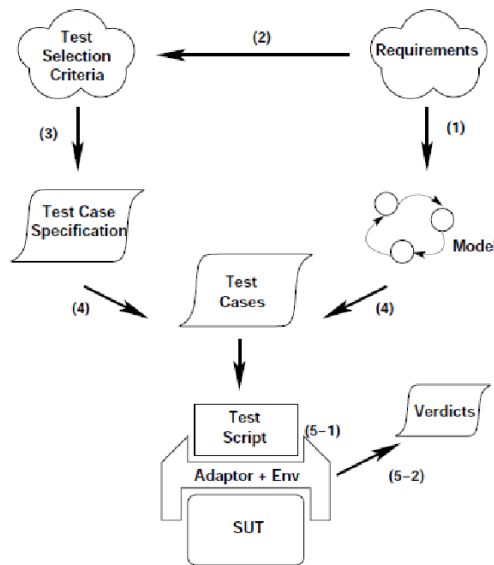 Test
Selection
Criteria
(2)
Requirements
(3)
(1)
Test Case
Specification
Model
(4)
Test
Cases
(4)
Test
Script
(5-1)
Verdicts
Adaptor + Env
(5-2)
SUT